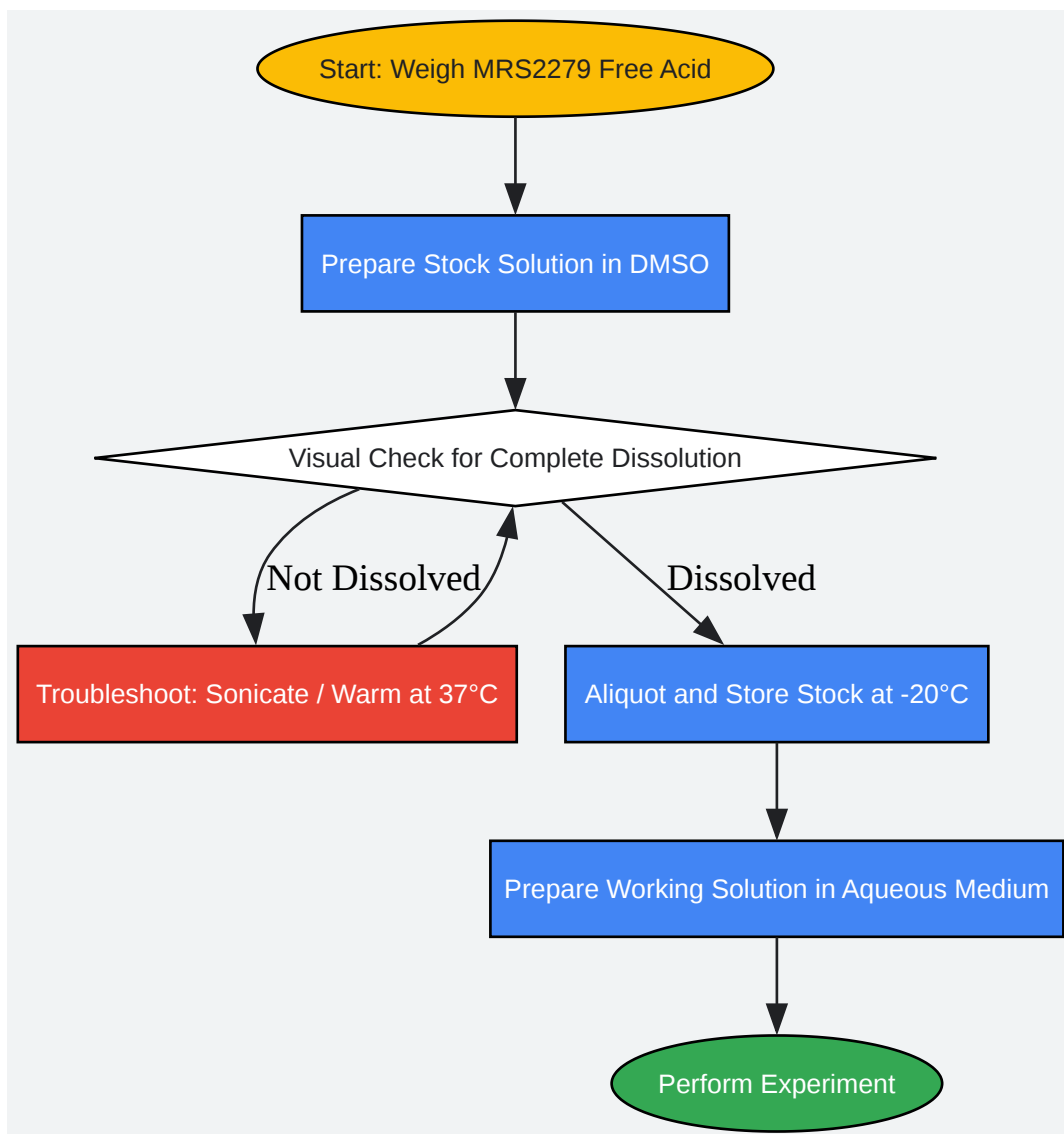 Start: Weigh MRS2279 Free Acid
Prepare Stock Solution in DMSO
Visual Check for Complete Dissolution
Not Dissolved
Dissolved
Troubleshoot: Sonicate / Warm at 37°C
Aliquot and Store Stock at -20°C
Prepare Working Solution in Aqueous Medium
Perform Experiment